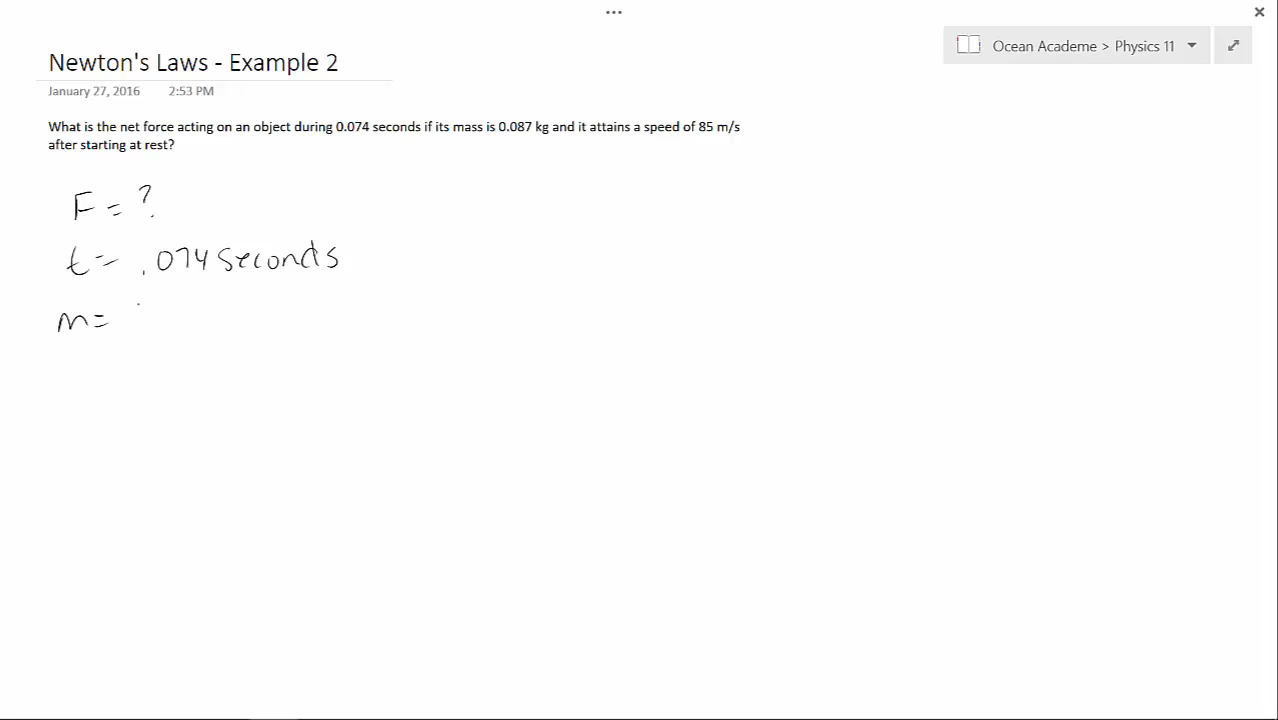 ...
Ocean Academe > Physics 11
Newton's Laws - Example 2
January 27, 2016 2:53 PM
What is the net force acting on an object during 0.074 seconds if its mass is 0.087 kg and it attains a speed of 85 m/s
after starting at rest?
F = ?
t = .074 seconds
m =